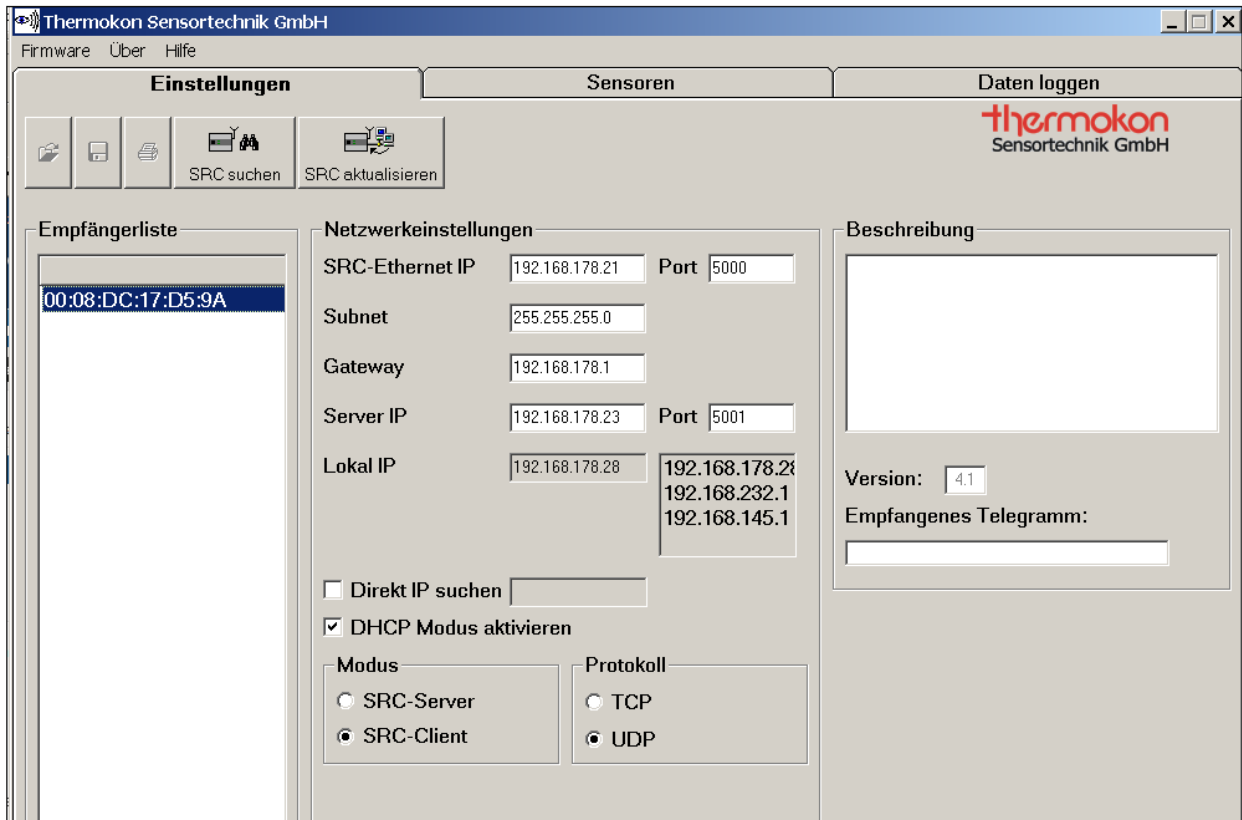 Thermokon Sensortechnik GmbH
Firmware Über Hilfe
Einstellungen Sensoren Daten loggen
thermokon
Sensortechnik GmbH
SRC suchen SRC aktualisieren
Empfängerliste
00:08:DC:17:D5:9A
Netzwerkeinstellungen
SRC-Ethernet IP 192.168.178.21 Port 5000
Subnet 255.255.255.0
Gateway 192.168.178.1
Server IP 192.168.178.23 Port 5001
Lokal IP 192.168.178.28 192.168.178.28
192.168.232.1
192.168.145.1
Direkt IP suchen
DHCP Modus aktivieren
Modus
SRC-Server
SRC-Client
Protokoll
TCP
UDP
Beschreibung
Version: 4.1
Empfangenes Telegramm: